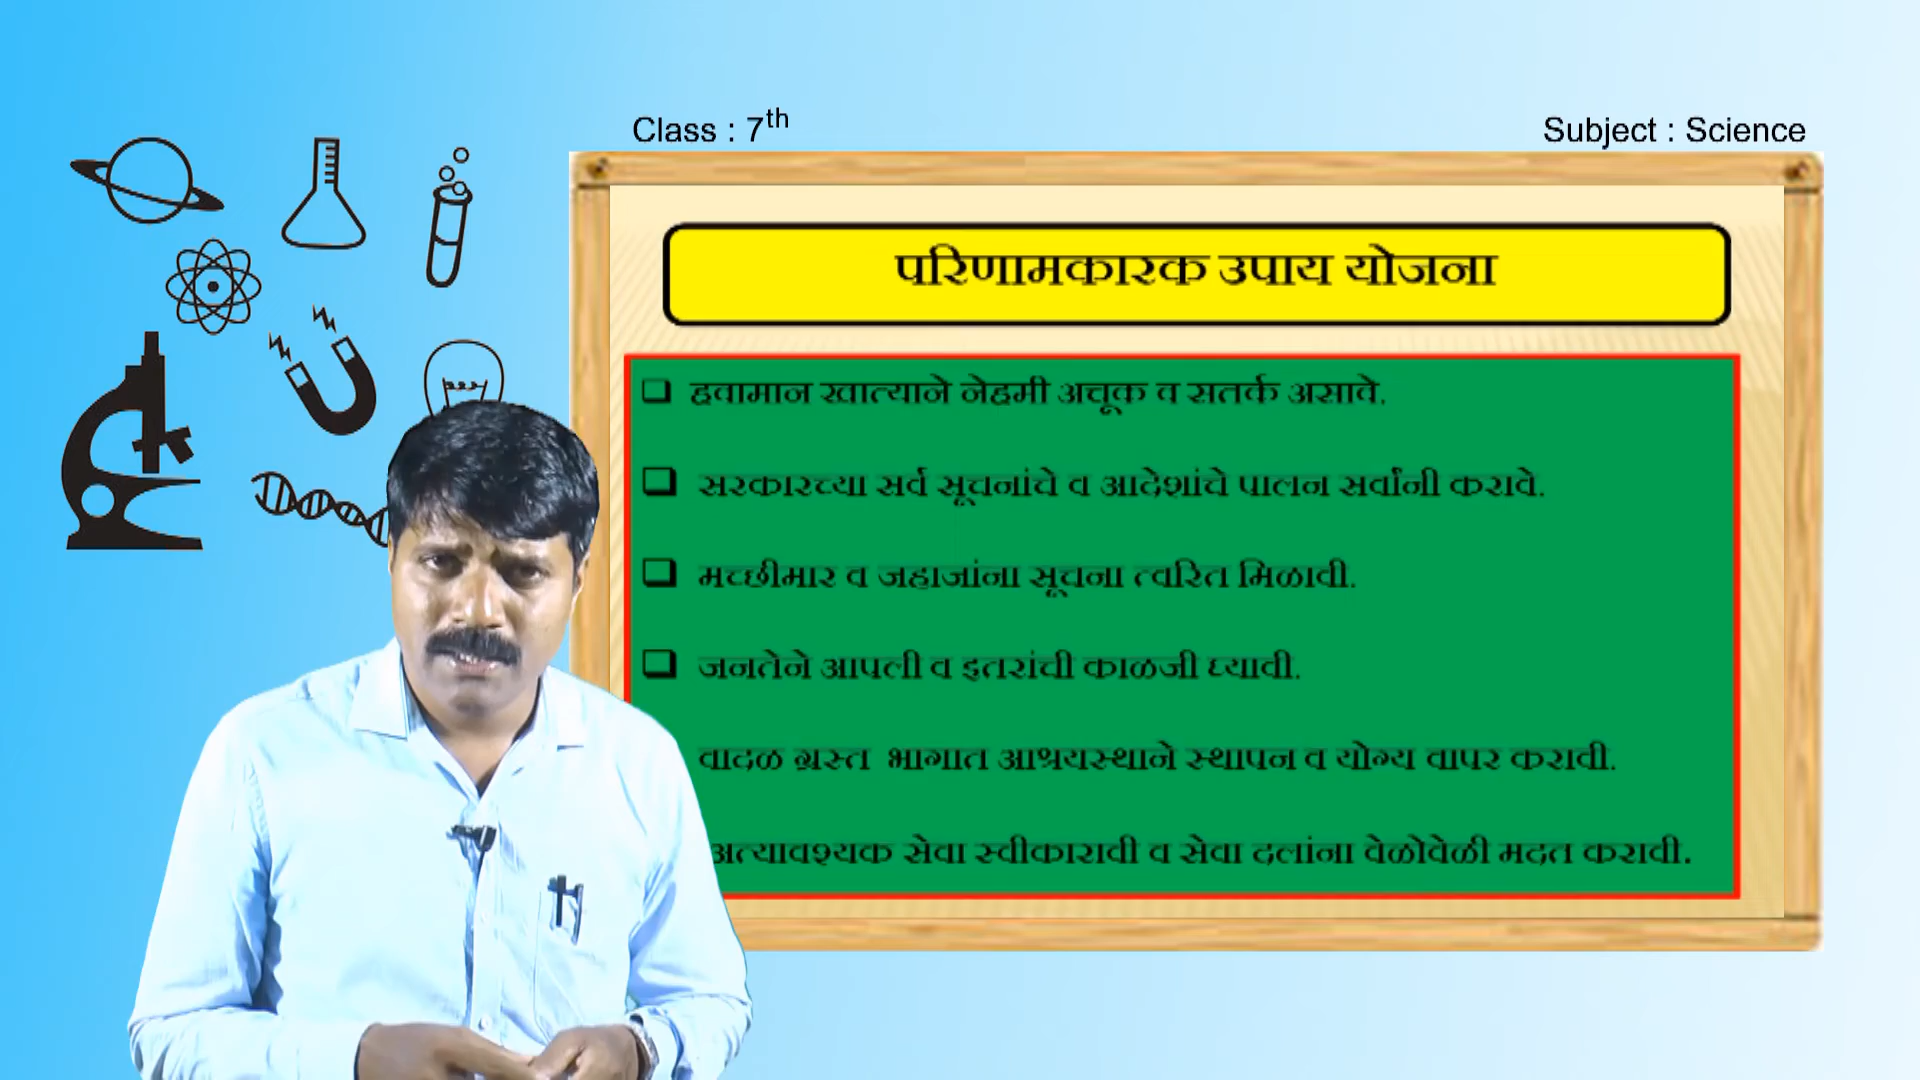 Class : 7th
Subject : Science
परिणामकारक उपाय योजना
हवामान खात्याने नेहमी अचूक व सतर्क असावे.
सरकारच्या सर्व सूचनांचे व आदेशांचे पालन सर्वांनी करावे.
मच्छीमार व जहाजांना सूचना त्वरित मिळावी.
जनतेने आपली व इतरांची काळजी घ्यावी.
वादळ ग्रस्त भागात आश्रयस्थाने स्थापन व योग्य वापर करावी.
अत्यावश्यक सेवा स्वीकारावी व सेवा दलांना वेळोवेळी मदत करावी.